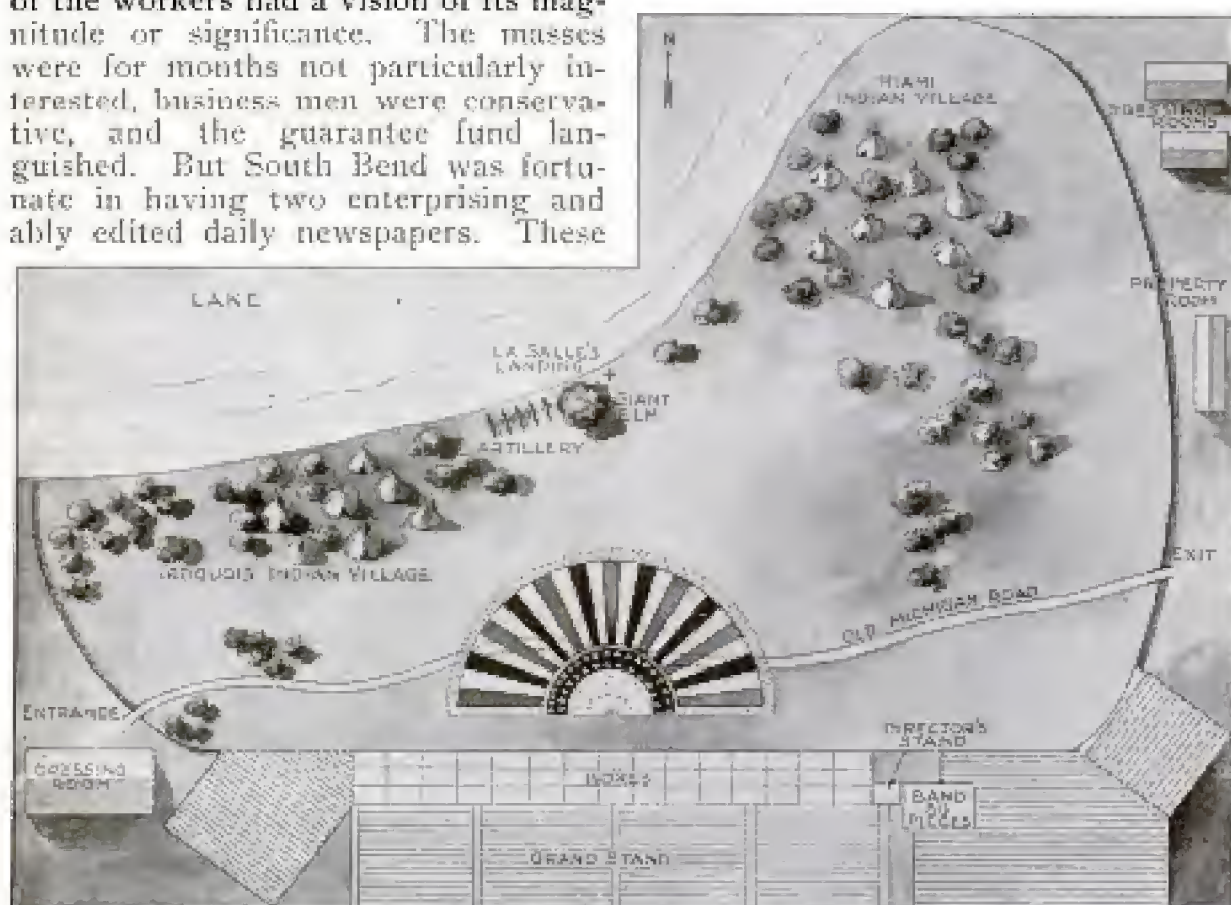 of the workers had a vision of its mag-
nitude or significance. The masses
were for months not particularly in-
terested, business men were conserva-
tive, and the guarantee fund lan-
guished. But South Bend was fortu-
nate in having two enterprising and
ably edited daily newspapers. These
N
MIAMI
INDIAN VILLAGE
DRESSING
ROOMS
LAKE
PROPERTY
ROOM
LA SALLE'S
LANDING
GIANT
ELM
ARTILLERY
IROQUOIS INDIAN VILLAGE
EXIT
OLD MICHIGAN ROAD
ENTRANCE
DIRECTOR'S
STAND
DRESSING
ROOM
BOXES
BAND
50
PIECES
GRAND STAND